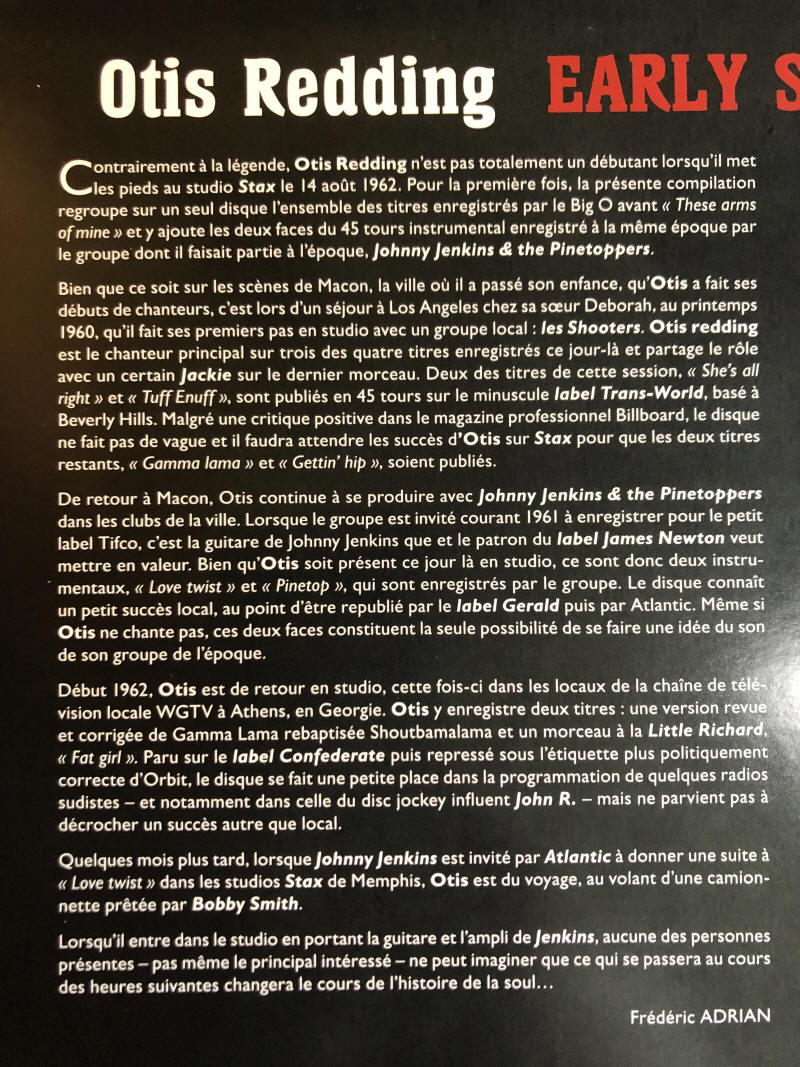 Otis Redding EARLY S
Contrairement à la légende, Otis Redding n'est pas totalement un débutant lorsqu'il met
les pieds au studio Stax le 14 août 1962. Pour la première fois, la présente compilation
regroupe sur un seul disque l'ensemble des titres enregistrés par le Big O avant « These arms
of mine » et y ajoute les deux faces du 45 tours instrumental enregistré à la même époque par
le groupe dont il faisait partie à l'époque, Johnny Jenkins & the Pinetoppers.
Bien que ce soit sur les scènes de Macon, la ville où il a passé son enfance, qu'Otis a fait ses
débuts de chanteurs, c'est lors d'un séjour à Los Angeles chez sa sœur Deborah, au printemps
1960, qu'il fait ses premiers pas en studio avec un groupe local : les Shooters. Otis redding
est le chanteur principal sur trois des quatre titres enregistrés ce jour-là et partage le rôle
avec un certain Jackie sur le dernier morceau. Deux des titres de cette session, « She's all
right » et « Tuff Enuff », sont publiés en 45 tours sur le minuscule label Trans-World, basé à
Beverly Hills. Malgré une critique positive dans le magazine professionnel Billboard, le disque
ne fait pas de vague et il faudra attendre les succès d'Otis sur Stax pour que les deux titres
restants, « Gamma lama » et « Gettin' hip », soient publiés.
De retour à Macon, Otis continue à se produire avec Johnny Jenkins & the Pinetoppers
dans les clubs de la ville. Lorsque le groupe est invité courant 1961 à enregistrer pour le petit
label Tifco, c'est la guitare de Johnny Jenkins que et le patron du label James Newton veut
mettre en valeur. Bien qu'Otis soit présent ce jour là en studio, ce sont donc deux instru-
mentaux, « Love twist » et « Pinetop », qui sont enregistrés par le groupe. Le disque connaît
un petit succès local, au point d'être republié par le label Gerald puis par Atlantic. Même si
Otis ne chante pas, ces deux faces constituent la seule possibilité de se faire une idée du son
de son groupe de l'époque.
Début 1962, Otis est de retour en studio, cette fois-ci dans les locaux de la chaîne de télé-
vision locale WGTV à Athens, en Georgie. Otis y enregistre deux titres : une version revue
et corrigée de Gamma Lama rebaptisée Shoutbamalama et un morceau à la Little Richard,
« Fat girl ». Paru sur le label Confederate puis repressé sous l'étiquette plus politiquement
correcte d'Orbit, le disque se fait une petite place dans la programmation de quelques radios
sudistes – et notamment dans celle du disc jockey influent John R. – mais ne parvient pas à
décrocher un succès autre que local.
Quelques mois plus tard, lorsque Johnny Jenkins est invité par Atlantic à donner une suite à
« Love twist » dans les studios Stax de Memphis, Otis est du voyage, au volant d'une camion-
nette prêtée par Bobby Smith.
Lorsqu'il entre dans le studio en portant la guitare et l'ampli de Jenkins, aucune des personnes
présentes – pas même le principal intéressé – ne peut imaginer que ce qui se passera au cours
des heures suivantes changera le cours de l'histoire de la soul…
Frédéric ADRIAN